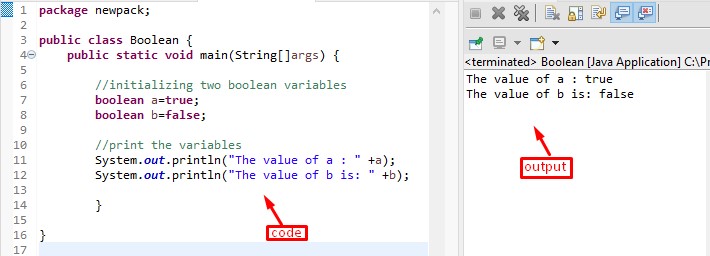 1 package newpack;
2
3 public class Boolean {
4 public static void main(String[]args) {
5
6 //initializing two boolean variables
7 boolean a=true;
8 boolean b=false;
9
10 //print the variables
11 System.out.println("The value of a : " +a);
12 System.out.println("The value of b is: " +b);
13
14 }
15
16 }
17
code
<terminated> Boolean [Java Application] C:\Pr
The value of a : true
The value of b is: false
output